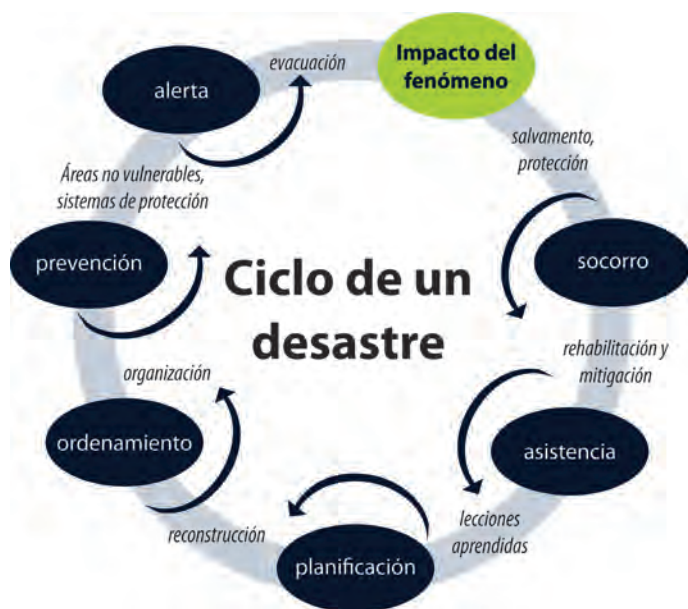 Impacto del
fenómeno
salvamento,
protección
socorro
rehabilitación y
mitigación
asistencia
lecciones
aprendidas
planificación
reconstrucción
ordenamiento
organización
prevención
Áreas no vulnerables,
sistemas de protección
alerta
evacuación
Ciclo de un
desastre